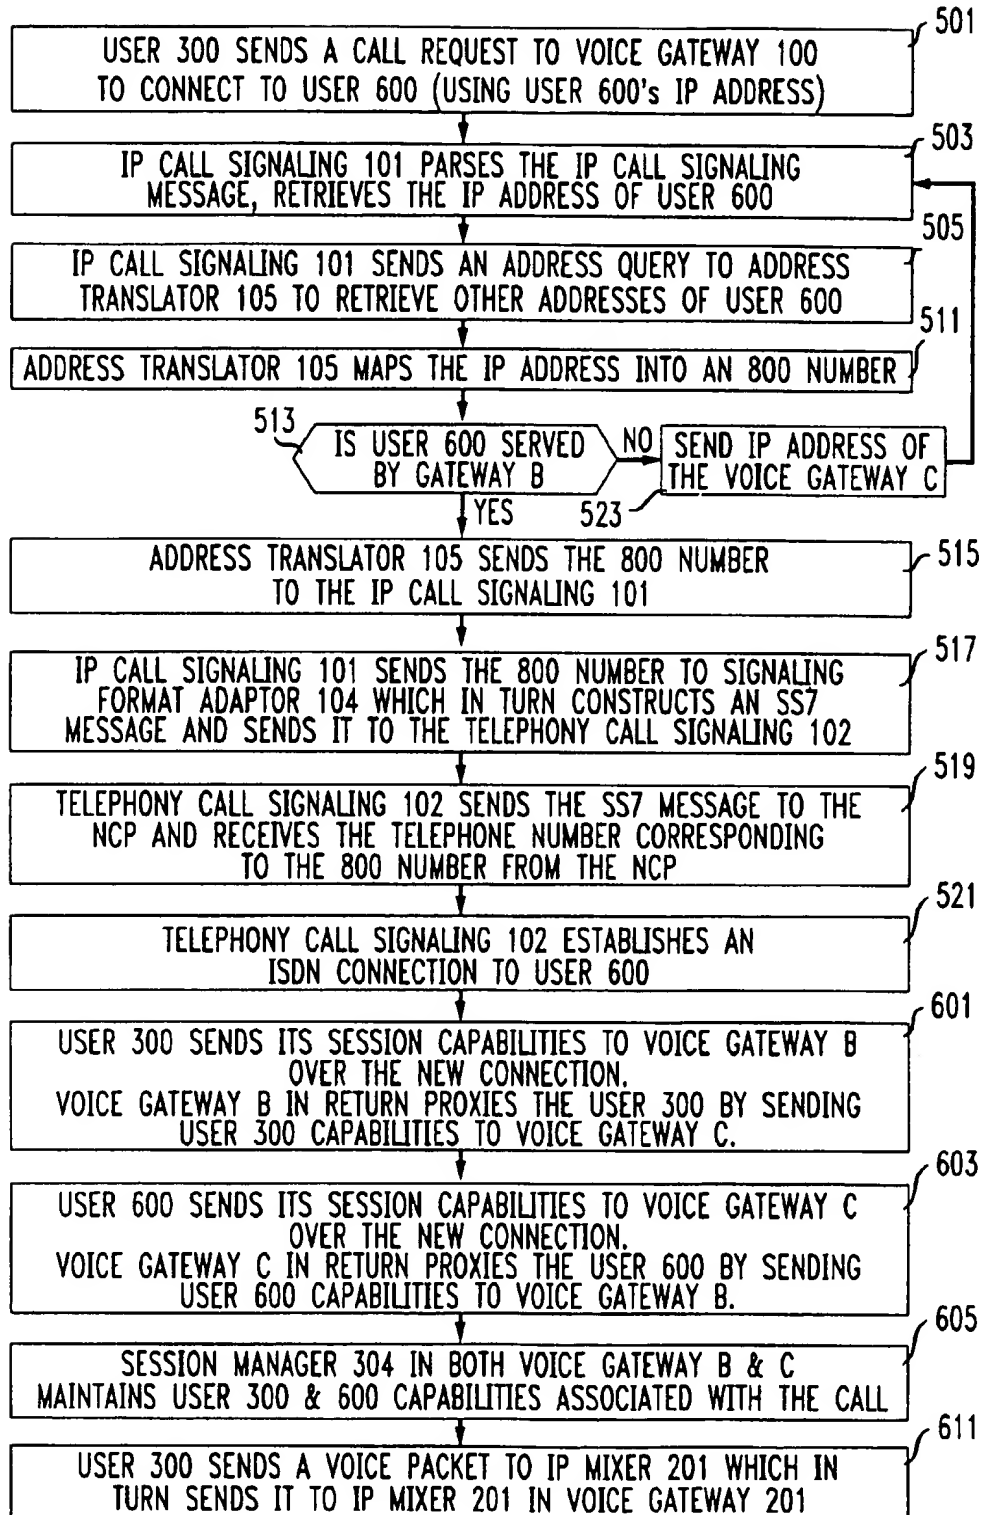 501
USER 300 SENDS A CALL REQUEST TO VOICE GATEWAY 100
TO CONNECT TO USER 600 (USING USER 600's IP ADDRESS)
503
IP CALL SIGNALING 101 PARSES THE IP CALL SIGNALING
MESSAGE, RETRIEVES THE IP ADDRESS OF USER 600
505
IP CALL SIGNALING 101 SENDS AN ADDRESS QUERY TO ADDRESS
TRANSLATOR 105 TO RETRIEVE OTHER ADDRESSES OF USER 600
511
ADDRESS TRANSLATOR 105 MAPS THE IP ADDRESS INTO AN 800 NUMBER
513
IS USER 600 SERVED
BY GATEWAY B
NO
SEND IP ADDRESS OF
THE VOICE GATEWAY C
523
YES
515
ADDRESS TRANSLATOR 105 SENDS THE 800 NUMBER
TO THE IP CALL SIGNALING 101
517
IP CALL SIGNALING 101 SENDS THE 800 NUMBER TO SIGNALING
FORMAT ADAPTOR 104 WHICH IN TURN CONSTRUCTS AN SS7
MESSAGE AND SENDS IT TO THE TELEPHONY CALL SIGNALING 102
519
TELEPHONY CALL SIGNALING 102 SENDS THE SS7 MESSAGE TO THE
NCP AND RECEIVES THE TELEPHONE NUMBER CORRESPONDING
TO THE 800 NUMBER FROM THE NCP
521
TELEPHONY CALL SIGNALING 102 ESTABLISHES AN
ISDN CONNECTION TO USER 600
601
USER 300 SENDS ITS SESSION CAPABILITIES TO VOICE GATEWAY B
OVER THE NEW CONNECTION.
VOICE GATEWAY B IN RETURN PROXIES THE USER 300 BY SENDING
USER 300 CAPABILITIES TO VOICE GATEWAY C.
603
USER 600 SENDS ITS SESSION CAPABILITIES TO VOICE GATEWAY C
OVER THE NEW CONNECTION.
VOICE GATEWAY C IN RETURN PROXIES THE USER 600 BY SENDING
USER 600 CAPABILITIES TO VOICE GATEWAY B.
605
SESSION MANAGER 304 IN BOTH VOICE GATEWAY B & C
MAINTAINS USER 300 & 600 CAPABILITIES ASSOCIATED WITH THE CALL
611
USER 300 SENDS A VOICE PACKET TO IP MIXER 201 WHICH IN
TURN SENDS IT TO IP MIXER 201 IN VOICE GATEWAY 201